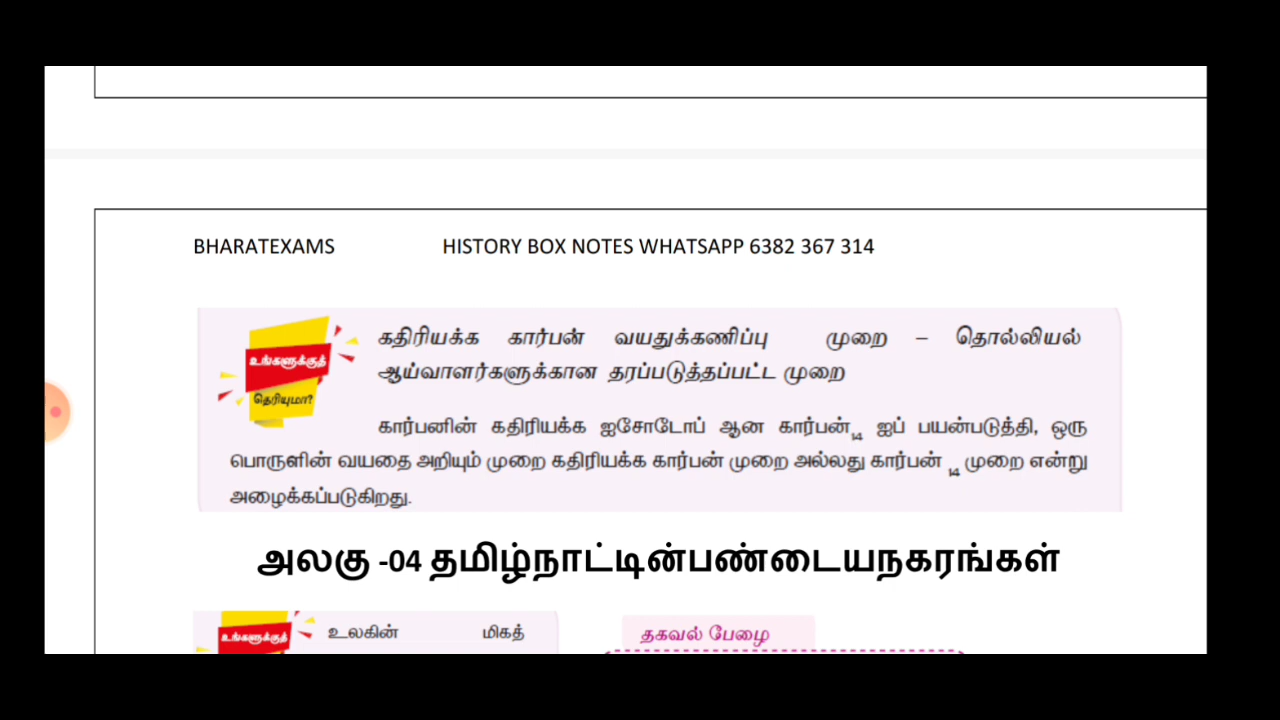 BHARATEXAMS HISTORY BOX NOTES WHATSAPP 6382 367 314
உங்களுக்குத்
தெரியுமா?
கதிரியக்க கார்பன் வயதுக்கணிப்பு முறை – தொல்லியல்
ஆய்வாளர்களுக்கான தரப்படுத்தப்பட்ட முறை
கார்பனின் கதிரியக்க ஐசோடோப் ஆன கார்பன்14 ஐப் பயன்படுத்தி, ஒரு
பொருளின் வயதை அறியும் முறை கதிரியக்க கார்பன் முறை அல்லது கார்பன் 14 முறை என்று
அழைக்கப்படுகிறது.
அலகு -04 தமிழ்நாட்டின்பண்டையநகரங்கள்
உங்களுக்குத்
உலகின் மிகத்
தகவல் பேழை